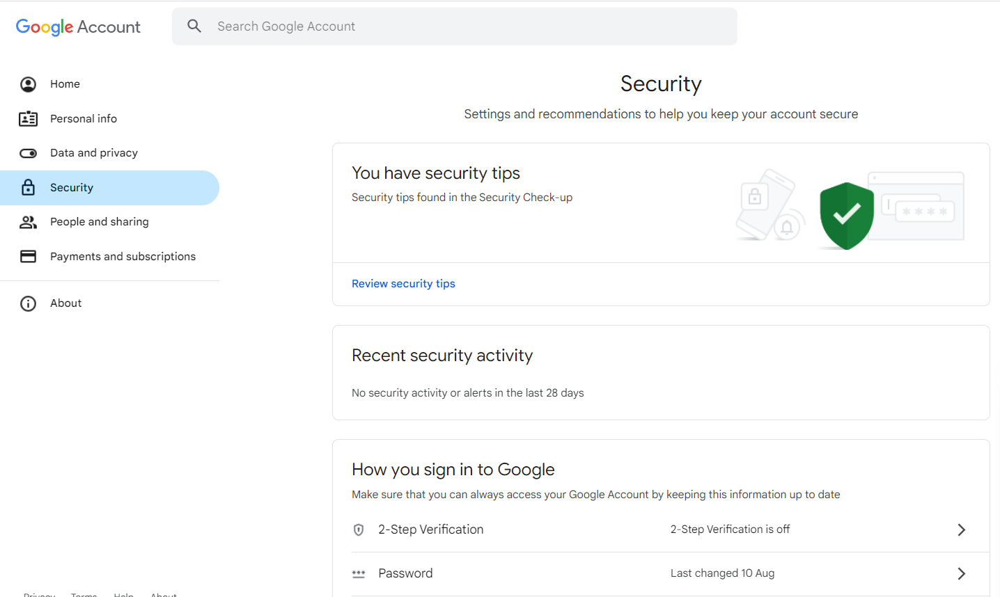 Google Account
Search Google Account
Home
Personal info
Data and privacy
Security
People and sharing
Payments and subscriptions
About
Security
Settings and recommendations to help you keep your account secure
You have security tips
Security tips found in the Security Check-up
****
Review security tips
Recent security activity
No security activity or alerts in the last 28 days
How you sign in to Google
Make sure that you can always access your Google Account by keeping this information up to date
2-Step Verification
2-Step Verification is off
Password
Last changed 10 Aug
Privacy Terms Help About